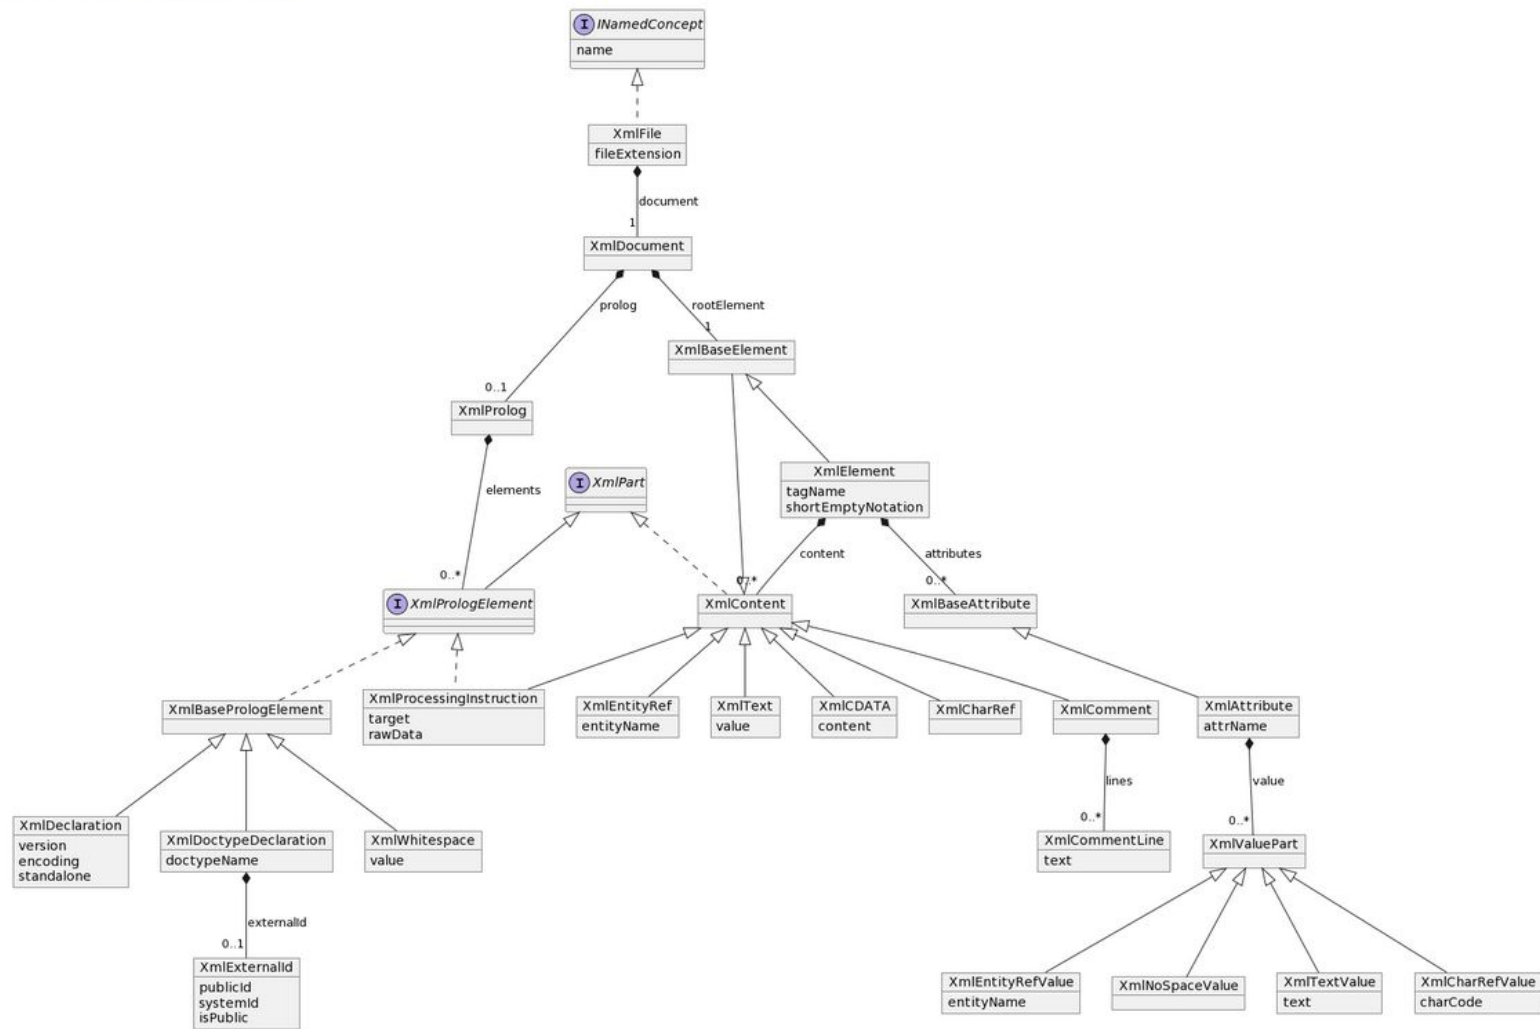 I INamedConcept
name
XmlFile
fileExtension
document
1
XmlDocument
prolog
rootElement
1
XmlBaseElement
0..1
XmlProlog
elements
I XmlPart
XmlElement
tagName
shortEmptyNotation
content
attributes
0..*
0..*
0..*
I XmlPrologElement
XmlContent
XmlBaseAttribute
XmlBasePrologElement
XmlProcessingInstruction
target
rawData
XmlEntityRef
entityName
XmlText
value
XmlCDATA
content
XmlCharRef
XmlComment
XmlAttribute
attrName
lines
value
0..*
0..*
XmlDeclaration
version
encoding
standalone
XmlDoctypeDeclaration
doctypeName
XmlWhitespace
value
XmlCommentLine
text
XmlValuePart
externalId
0..1
XmlExternalId
publicId
systemId
isPublic
XmlEntityRefValue
entityName
XmlNoSpaceValue
XmlTextValue
text
XmlCharRefValue
charCode